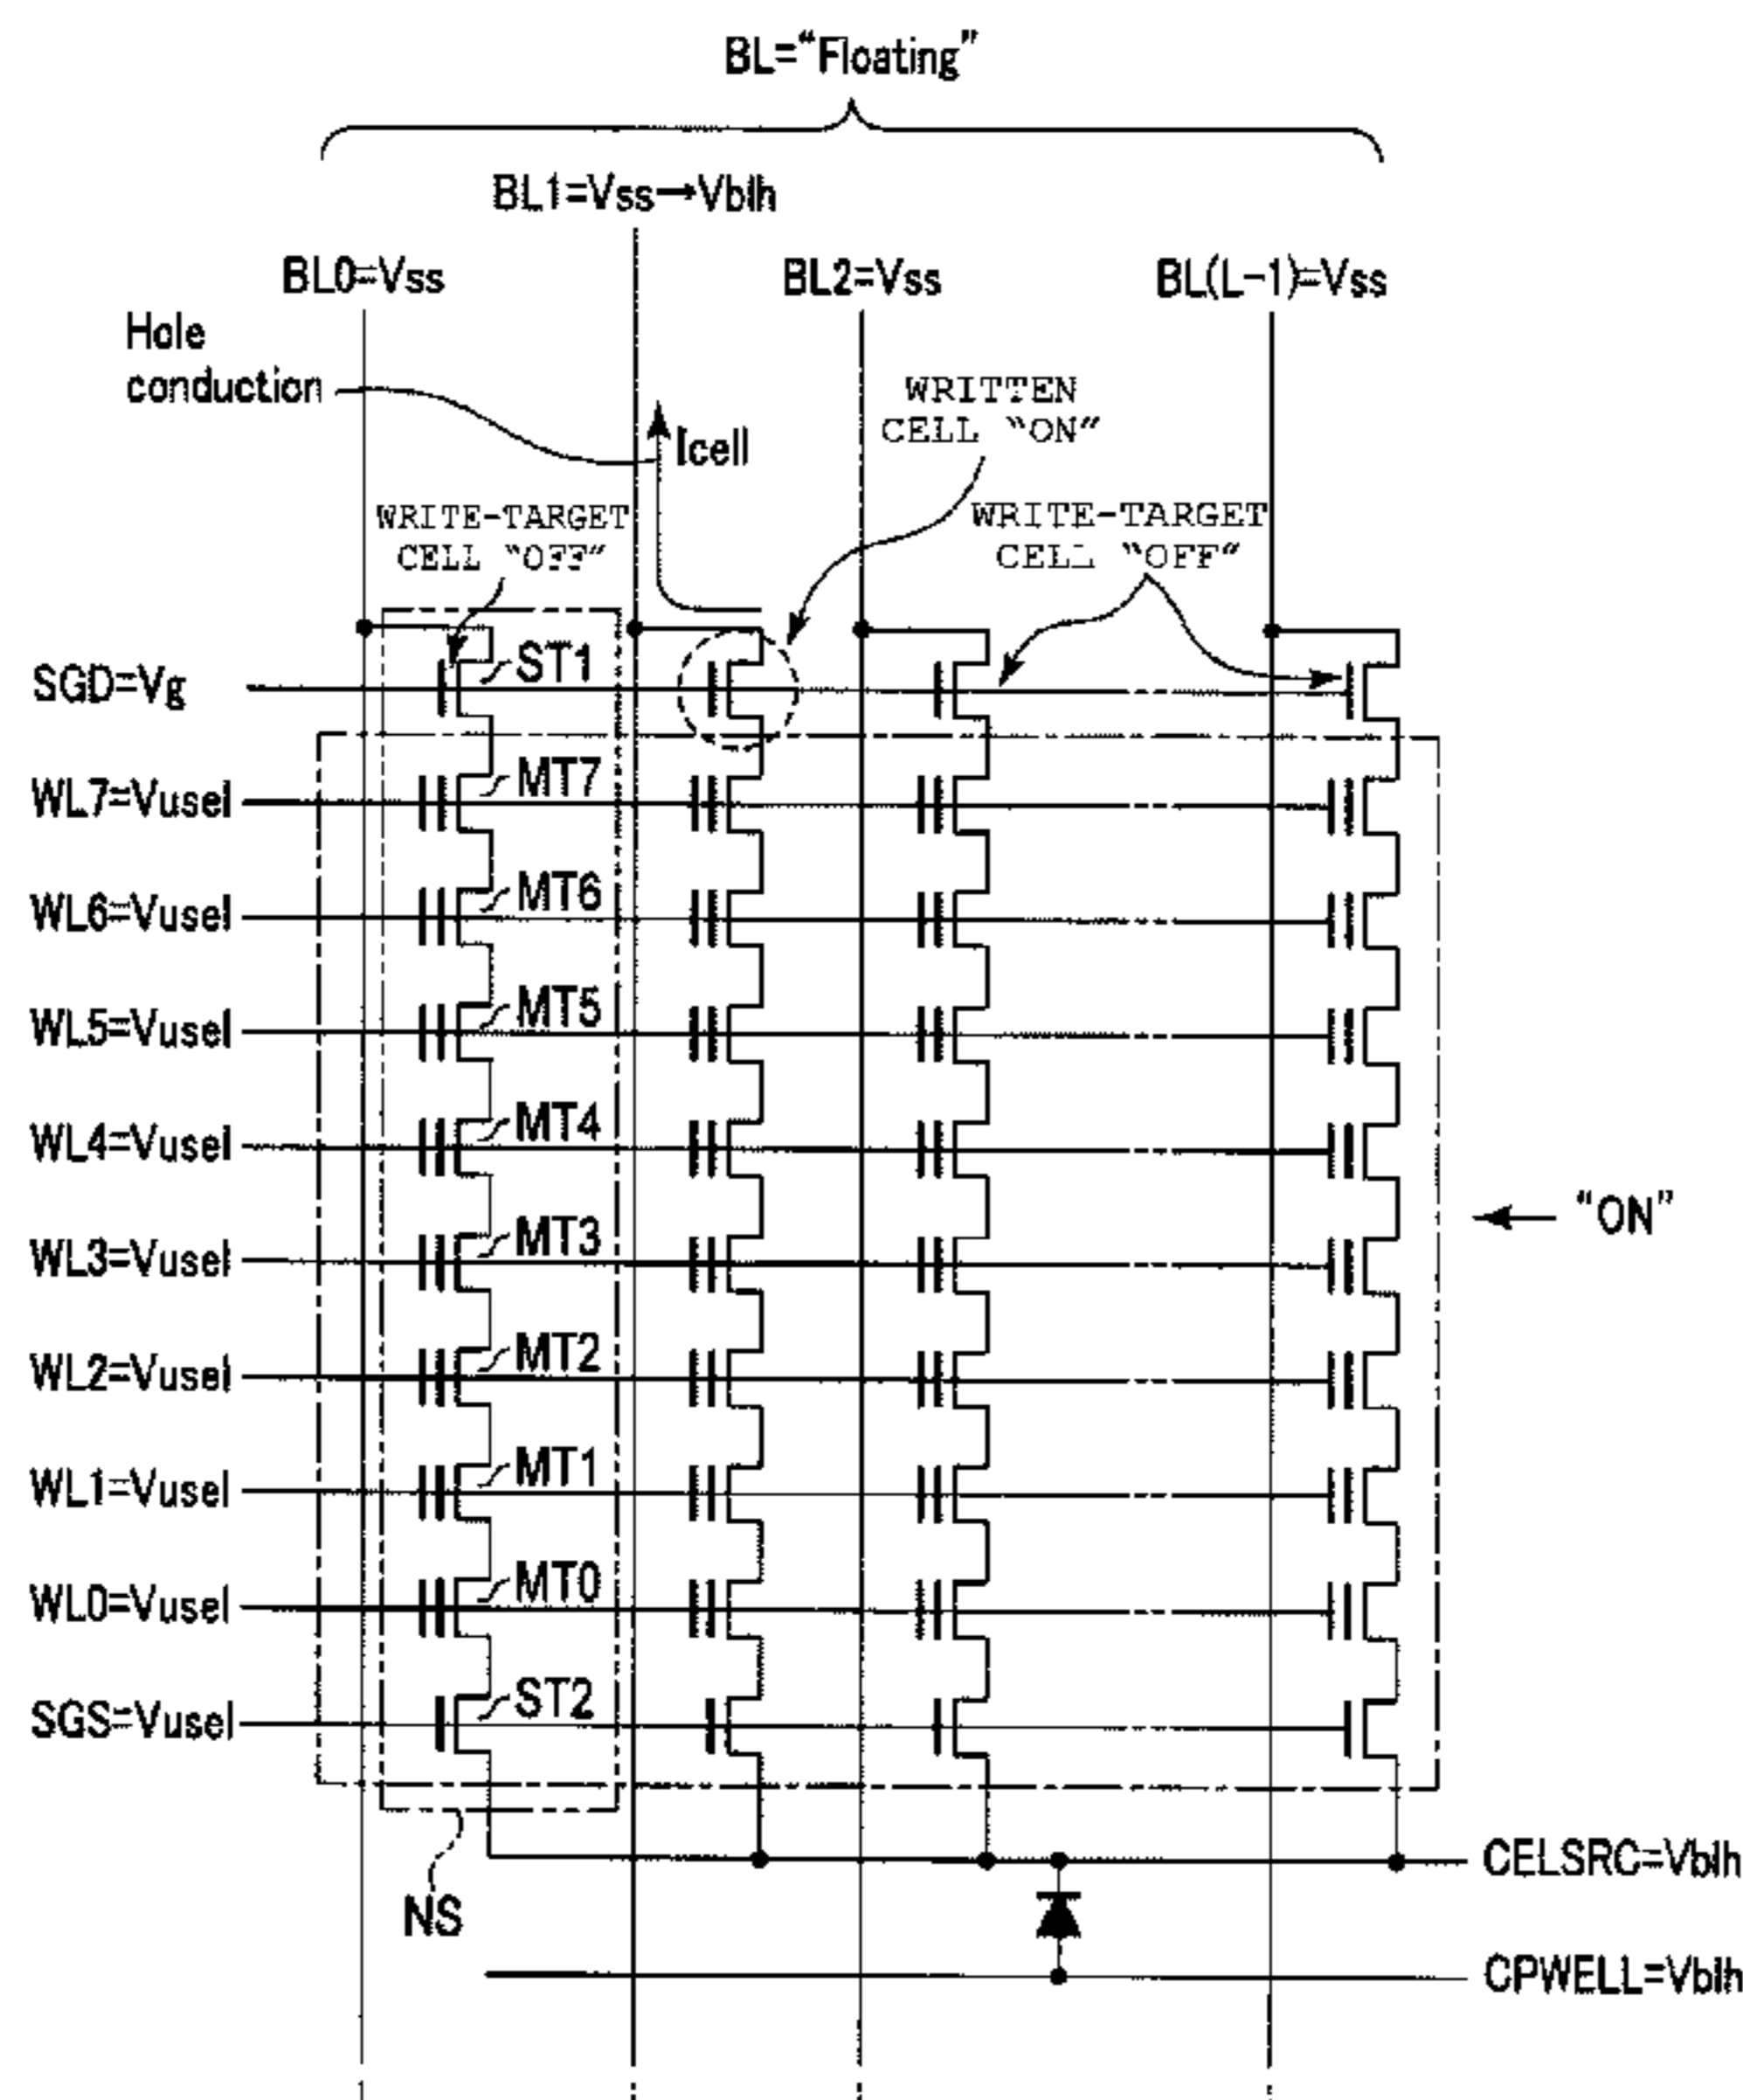 BL="Floating"
BL1=Vss→Vblh
BL0=Vss
BL2=Vss
BL(L-1)=Vss
Hole
conduction
Icell
WRITTEN
CELL "ON"
WRITE-TARGET
CELL "OFF"
WRITE-TARGET
CELL "OFF"
SGD=Vg
ST1
WL7=Vusel
MT7
WL6=Vusel
MT6
WL5=Vusel
MT5
WL4=Vusel
MT4
"ON"
WL3=Vusel
MT3
WL2=Vusel
MT2
WL1=Vusel
MT1
WL0=Vusel
MT0
SGS=Vusel
ST2
CELSRC=Vblh
NS
CPWELL=Vblh